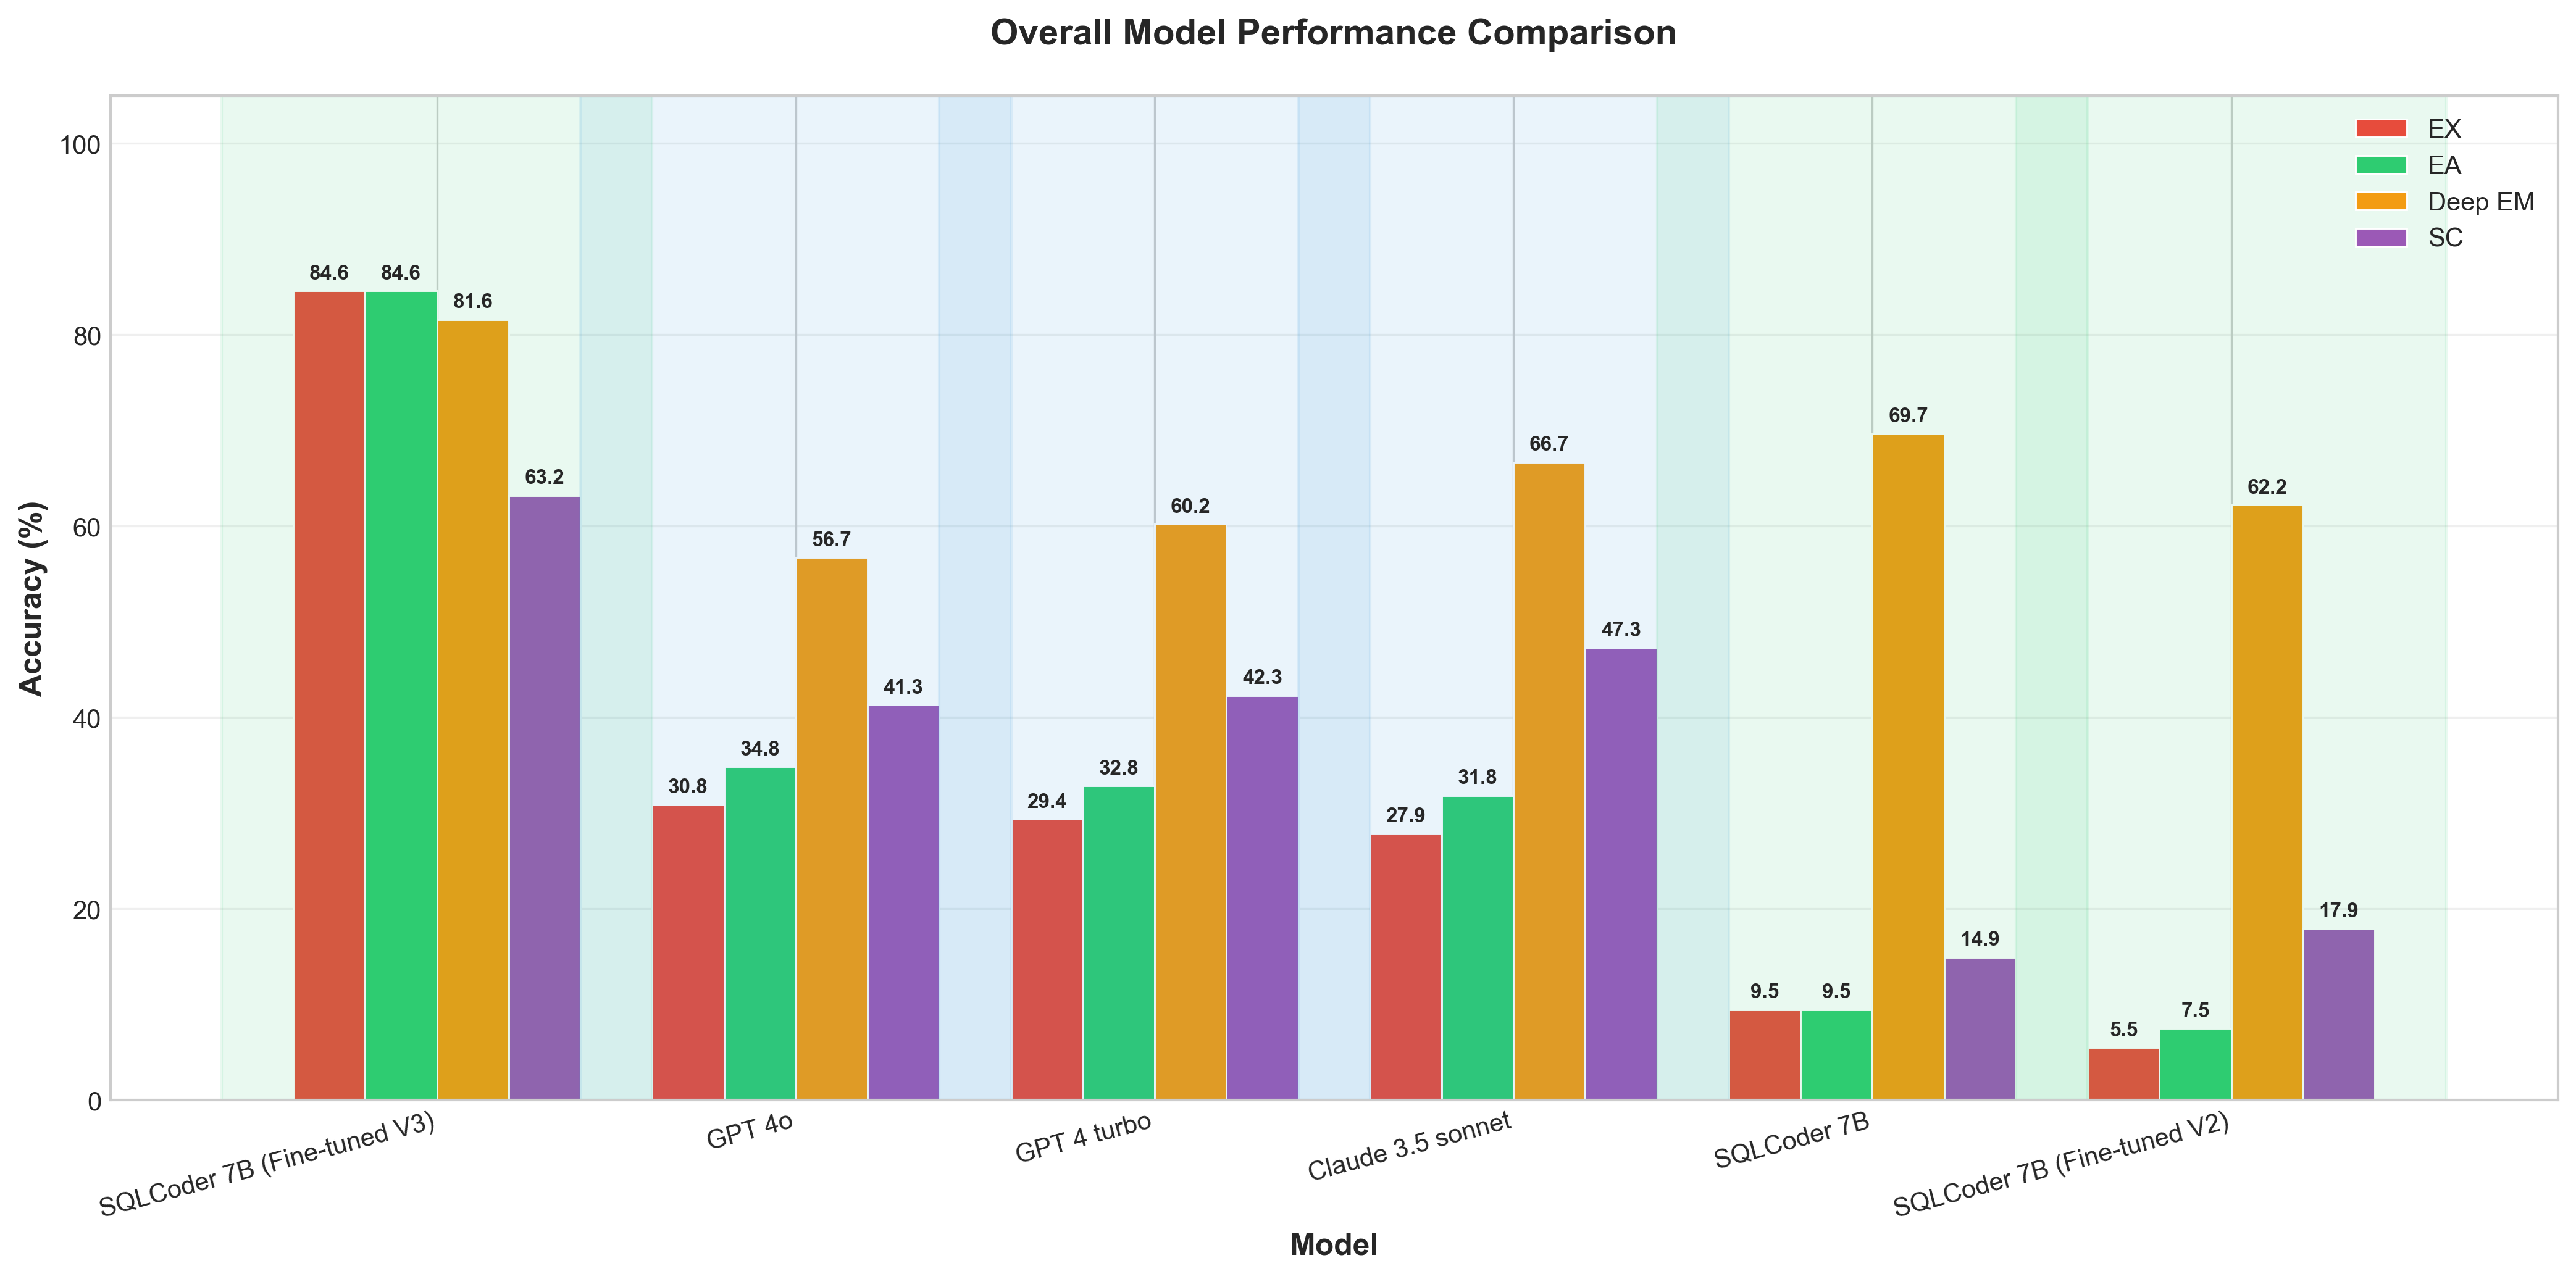 Overall Model Performance Comparison
EX
EA
Deep EM
SC
Accuracy (%)
100
80
60
40
20
0
84.6
84.6
81.6
63.2
30.8
34.8
56.7
41.3
29.4
32.8
60.2
42.3
27.9
31.8
66.7
47.3
9.5
9.5
69.7
14.9
5.5
7.5
62.2
17.9
SQLCoder 7B (Fine-tuned V3)
GPT 4o
GPT 4 turbo
Claude 3.5 sonnet
SQLCoder 7B
SQLCoder 7B (Fine-tuned V2)
Model